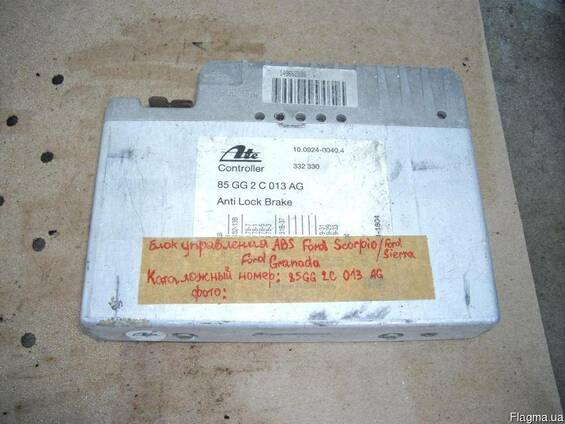 Ate
10.0924-0040.4
Controller
332 330
85 GG 2 C 013 AG
Anti Lock Brake
Блок управления ABS Ford Scorpio/Ford Sierra
Ford Granada
Каталожный номер: 85GG 2C 013 AG
фото:
Flagma.ua